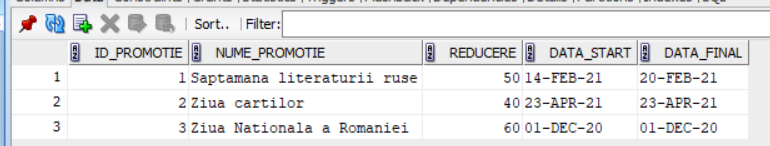 Sort.. Filter:
ID_PROMOTIE NUME_PROMOTIE REDUCERE DATA_START DATA_FINAL
1 1 Saptamana literaturii ruse 50 14-FEB-21 20-FEB-21
2 2 Ziua cartilor 40 23-APR-21 23-APR-21
3 3 Ziua Nationala a Romaniei 60 01-DEC-20 01-DEC-20